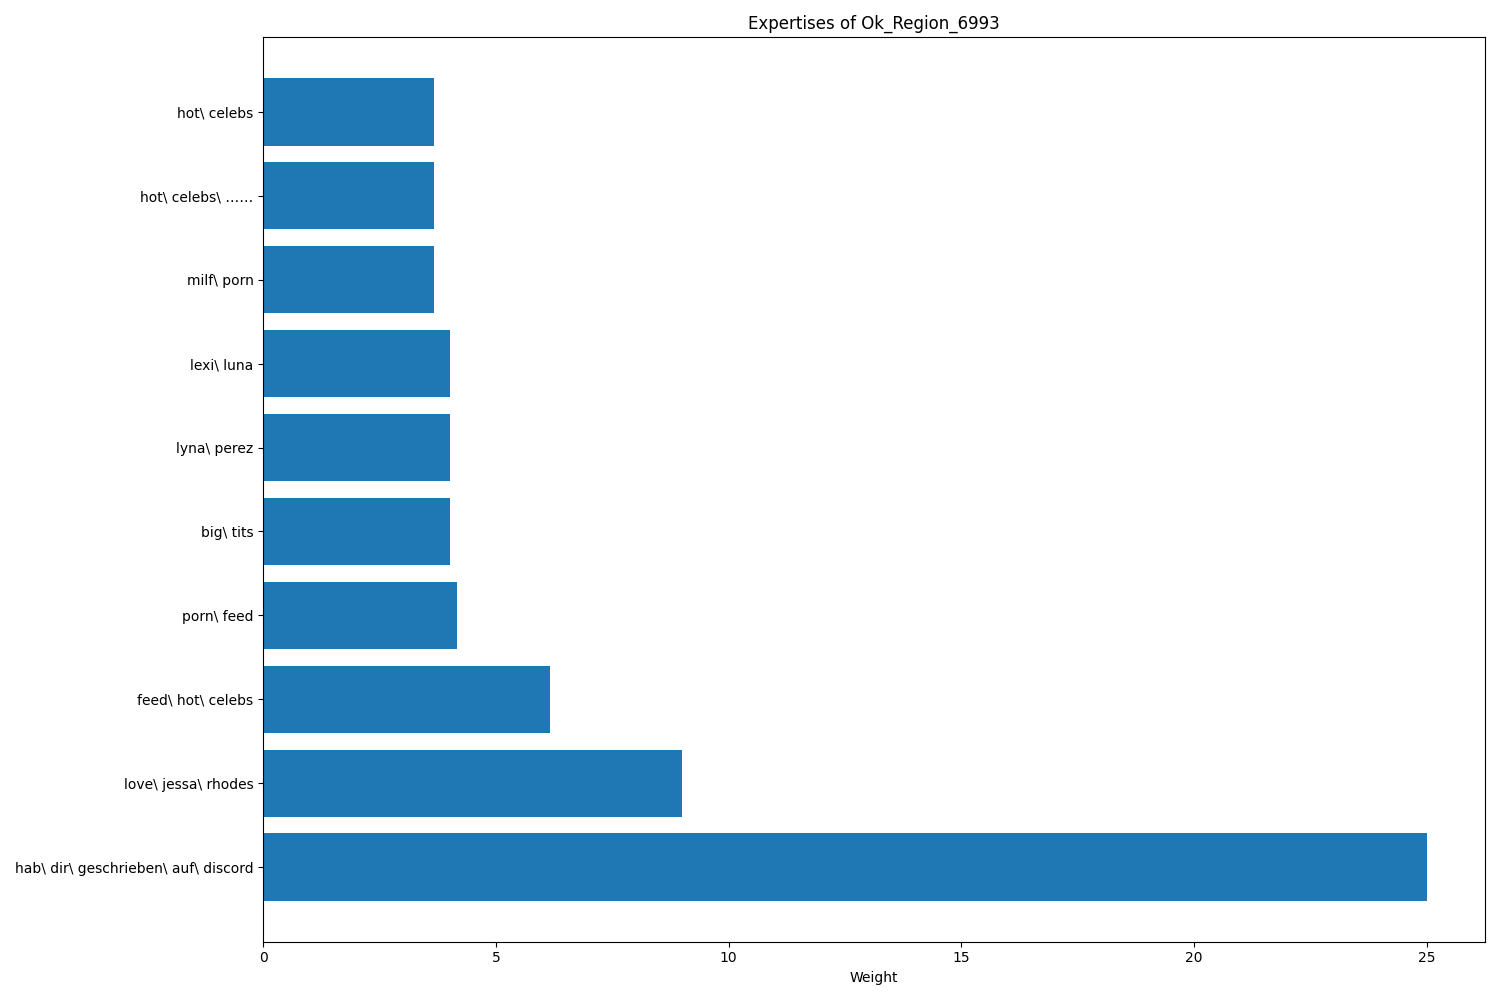 Expertises of Ok_Region_6993
hot\ celebs
hot\ celebs\ ……
milf\ porn
lexi\ luna
lyna\ perez
big\ tits
porn\ feed
feed\ hot\ celebs
love\ jessa\ rhodes
hab\ dir\ geschrieben\ auf\ discord
0 5 10 15 20 25
Weight